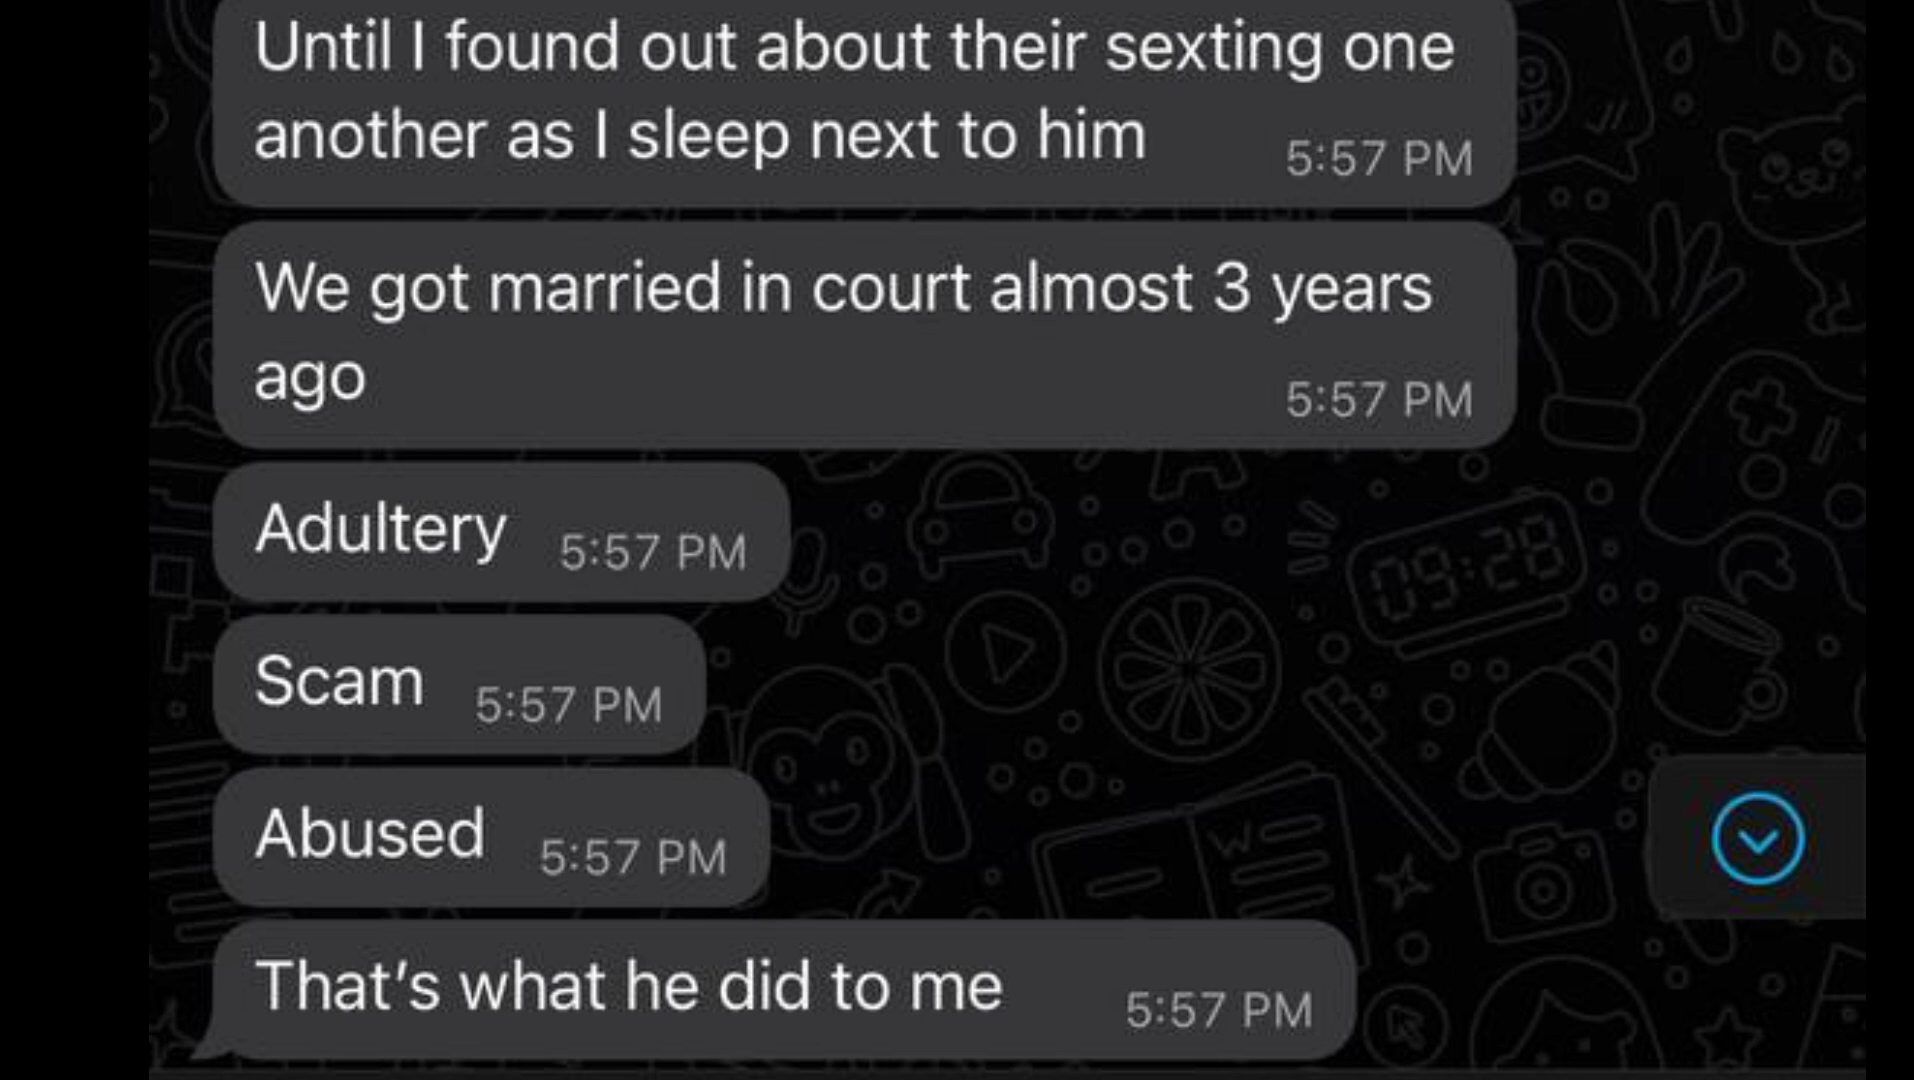 Until I found out about their sexting one
another as I sleep next to him
5:57 PM
We got married in court almost 3 years
ago
5:57 PM
Adultery 5:57 PM
Scam 5:57 PM
Abused 5:57 PM
That’s what he did to me 5:57 PM
09:28
W